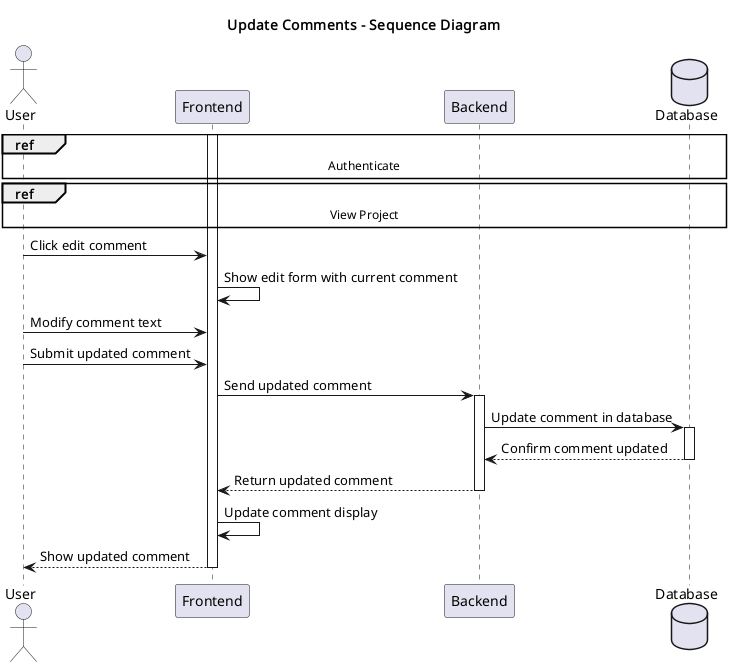 Update Comments - Sequence Diagram
User
Frontend
Backend
Database
ref
Authenticate
ref
View Project
Click edit comment
Show edit form with current comment
Modify comment text
Submit updated comment
Send updated comment
Update comment in database
Confirm comment updated
Return updated comment
Update comment display
Show updated comment
User
Frontend
Backend
Database